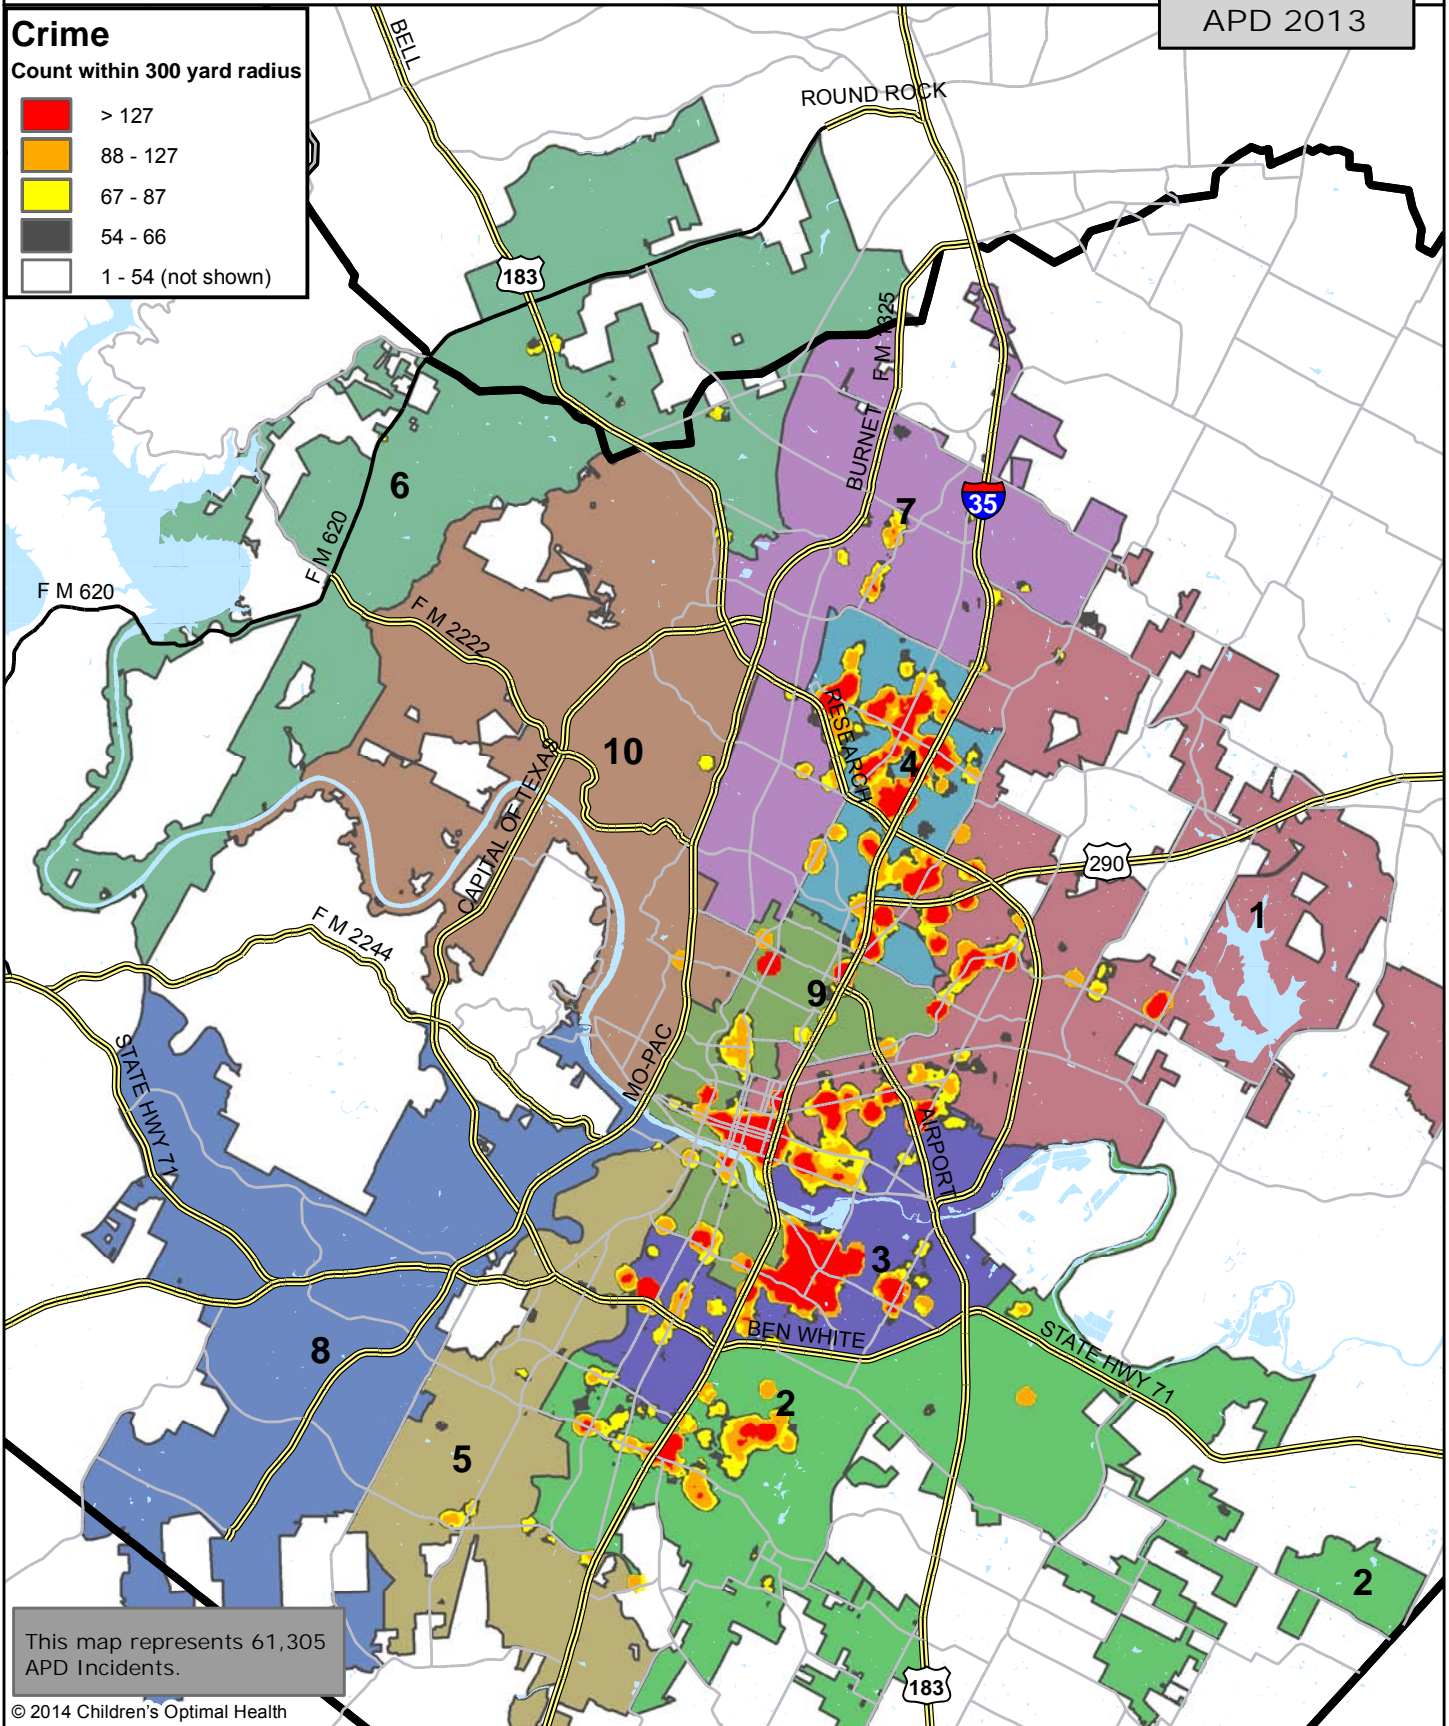 APD 2013
Crime
Count within 300 yard radius
> 127
88 - 127
67 - 87
54 - 66
1 - 54 (not shown)
BELL
ROUND ROCK
183
F M 1325
BURNET
6
7
35
F M 620
F M 620
F M 2222
RESEARCH
10
4
CAPITAL OF TEXAS
290
1
F M 2244
9
STATE HWY 71
MO-PAC
AIRPORT
3
BEN WHITE
STATE HWY 71
8
2
5
2
This map represents 61,305
APD Incidents.
183
© 2014 Children's Optimal Health